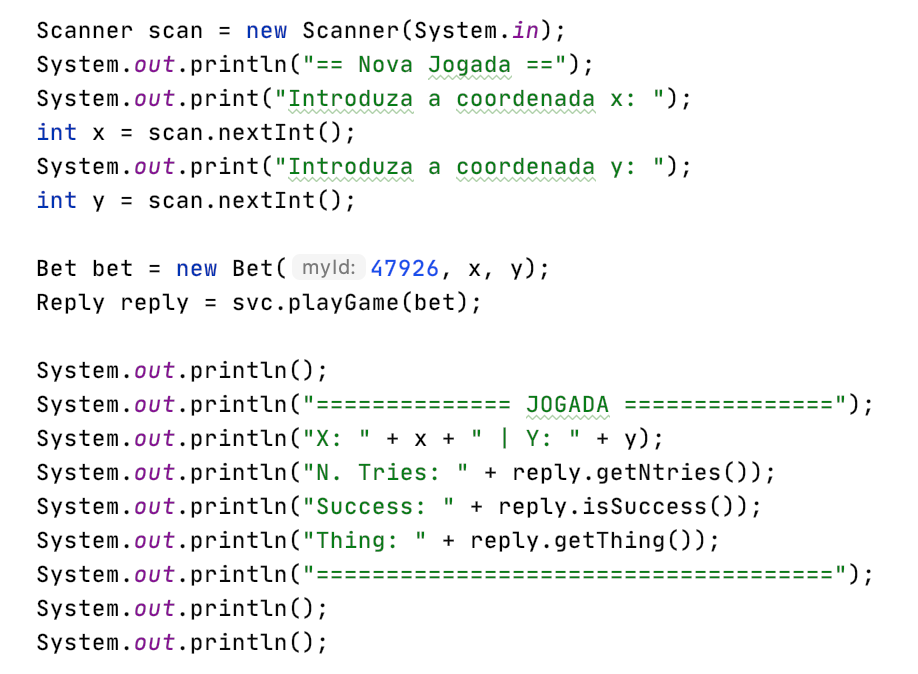 Scanner scan = new Scanner(System.in);
System.out.println("== Nova Jogada ==");
System.out.print("Introduza a coordenada x: ");
int x = scan.nextInt();
System.out.print("Introduza a coordenada y: ");
int y = scan.nextInt();
Bet bet = new Bet( myId: 47926, x, y);
Reply reply = svc.playGame(bet);
System.out.println();
System.out.println("============== JOGADA ===============");
System.out.println("X: " + x + " | Y: " + y);
System.out.println("N. Tries: " + reply.getNtries());
System.out.println("Success: " + reply.isSuccess());
System.out.println("Thing: " + reply.getThing());
System.out.println("=====================================");
System.out.println();
System.out.println();